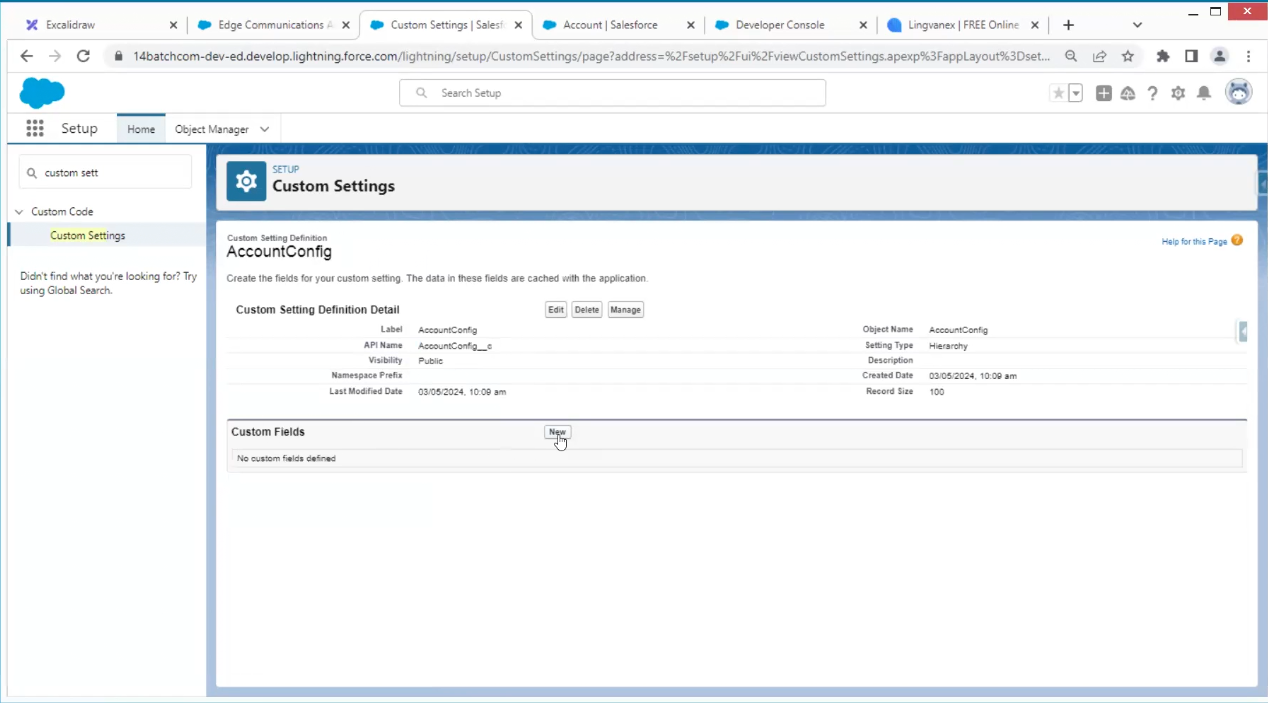 Excalidraw
Edge Communications A
Custom Settings | Salesf
Account | Salesforce
Developer Console
Lingvanex | FREE Online
14batchcom-dev-ed.develop.lightning.force.com/lightning/setup/CustomSettings/page?address=%2Fsetup%2Fui%2FviewCustomSettings.apexp%3FappLayout%3Dset...
Search Setup
Setup
Home
Object Manager
custom sett
Custom Code
Custom Settings
Didn't find what you're looking for? Try
using Global Search.
SETUP
Custom Settings
Custom Setting Definition
AccountConfig
Help for this Page
Create the fields for your custom setting. The data in these fields are cached with the application.
Custom Setting Definition Detail Edit Delete Manage
Label AccountConfig Object Name AccountConfig
API Name AccountConfig__c Setting Type Hierarchy
Visibility Public Description
Namespace Prefix Created Date 03/05/2024, 10:09 am
Last Modified Date 03/05/2024, 10:09 am Record Size 100
Custom Fields New
No custom fields defined